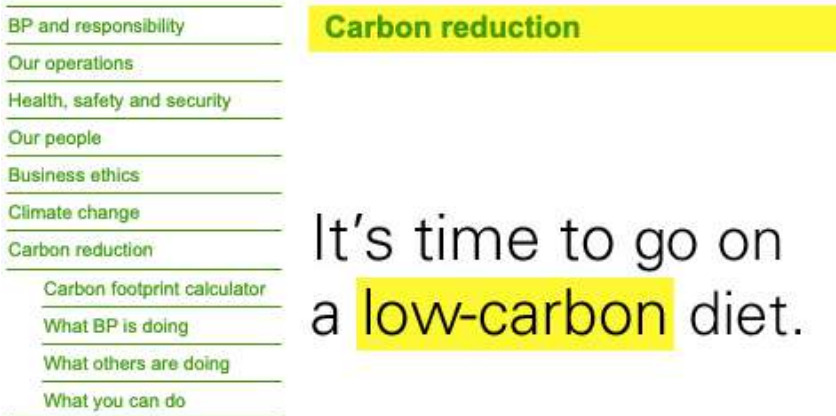 BP and responsibility
Our operations
Health, safety and security
Our people
Business ethics
Climate change
Carbon reduction
Carbon footprint calculator
What BP is doing
What others are doing
What you can do
Carbon reduction
It's time to go on
a low-carbon diet.